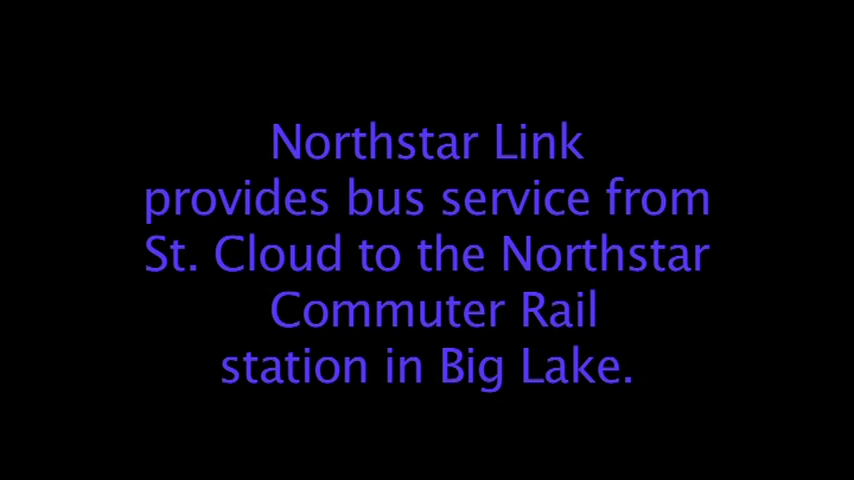 Northstar Link
provides bus service from
St. Cloud to the Northstar
Commuter Rail
station in Big Lake.